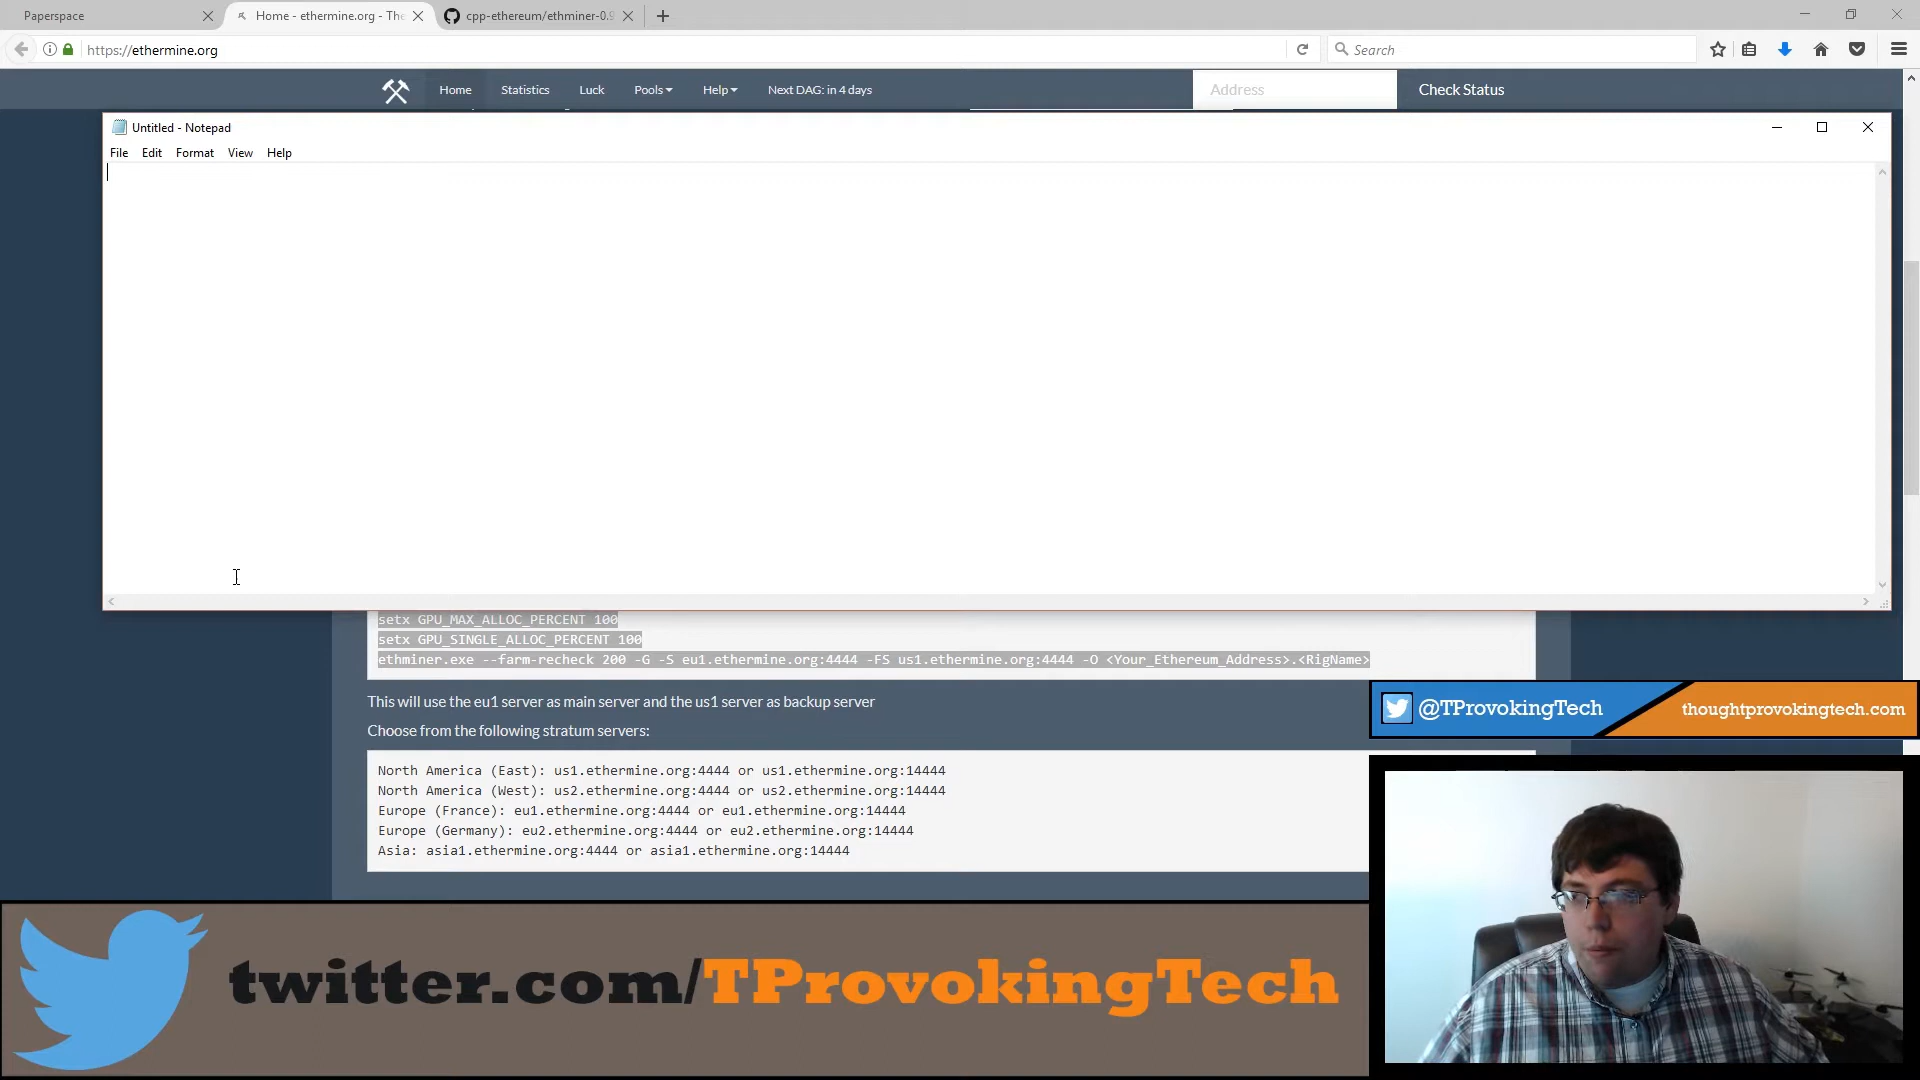 Paperspace
Home - ethermine.org - The
cpp-ethereum/ethminer-0.9
https://ethermine.org
Search
Home
Statistics
Luck
Pools
Help
Next DAG: in 4 days
Address
Check Status
Untitled - Notepad
File Edit Format View Help
setx GPU_MAX_ALLOC_PERCENT 100
setx GPU_SINGLE_ALLOC_PERCENT 100
ethminer.exe --farm-recheck 200 -G -S eu1.ethermine.org:4444 -FS us1.ethermine.org:4444 -O <Your_Ethereum_Address>.<RigName>
This will use the eu1 server as main server and the us1 server as backup server
Choose from the following stratum servers:
North America (East): us1.ethermine.org:4444 or us1.ethermine.org:14444
North America (West): us2.ethermine.org:4444 or us2.ethermine.org:14444
Europe (France): eu1.ethermine.org:4444 or eu1.ethermine.org:14444
Europe (Germany): eu2.ethermine.org:4444 or eu2.ethermine.org:14444
Asia: asia1.ethermine.org:4444 or asia1.ethermine.org:14444
@TProvokingTech
thoughtprovokingtech.com
twitter.com/TProvokingTech